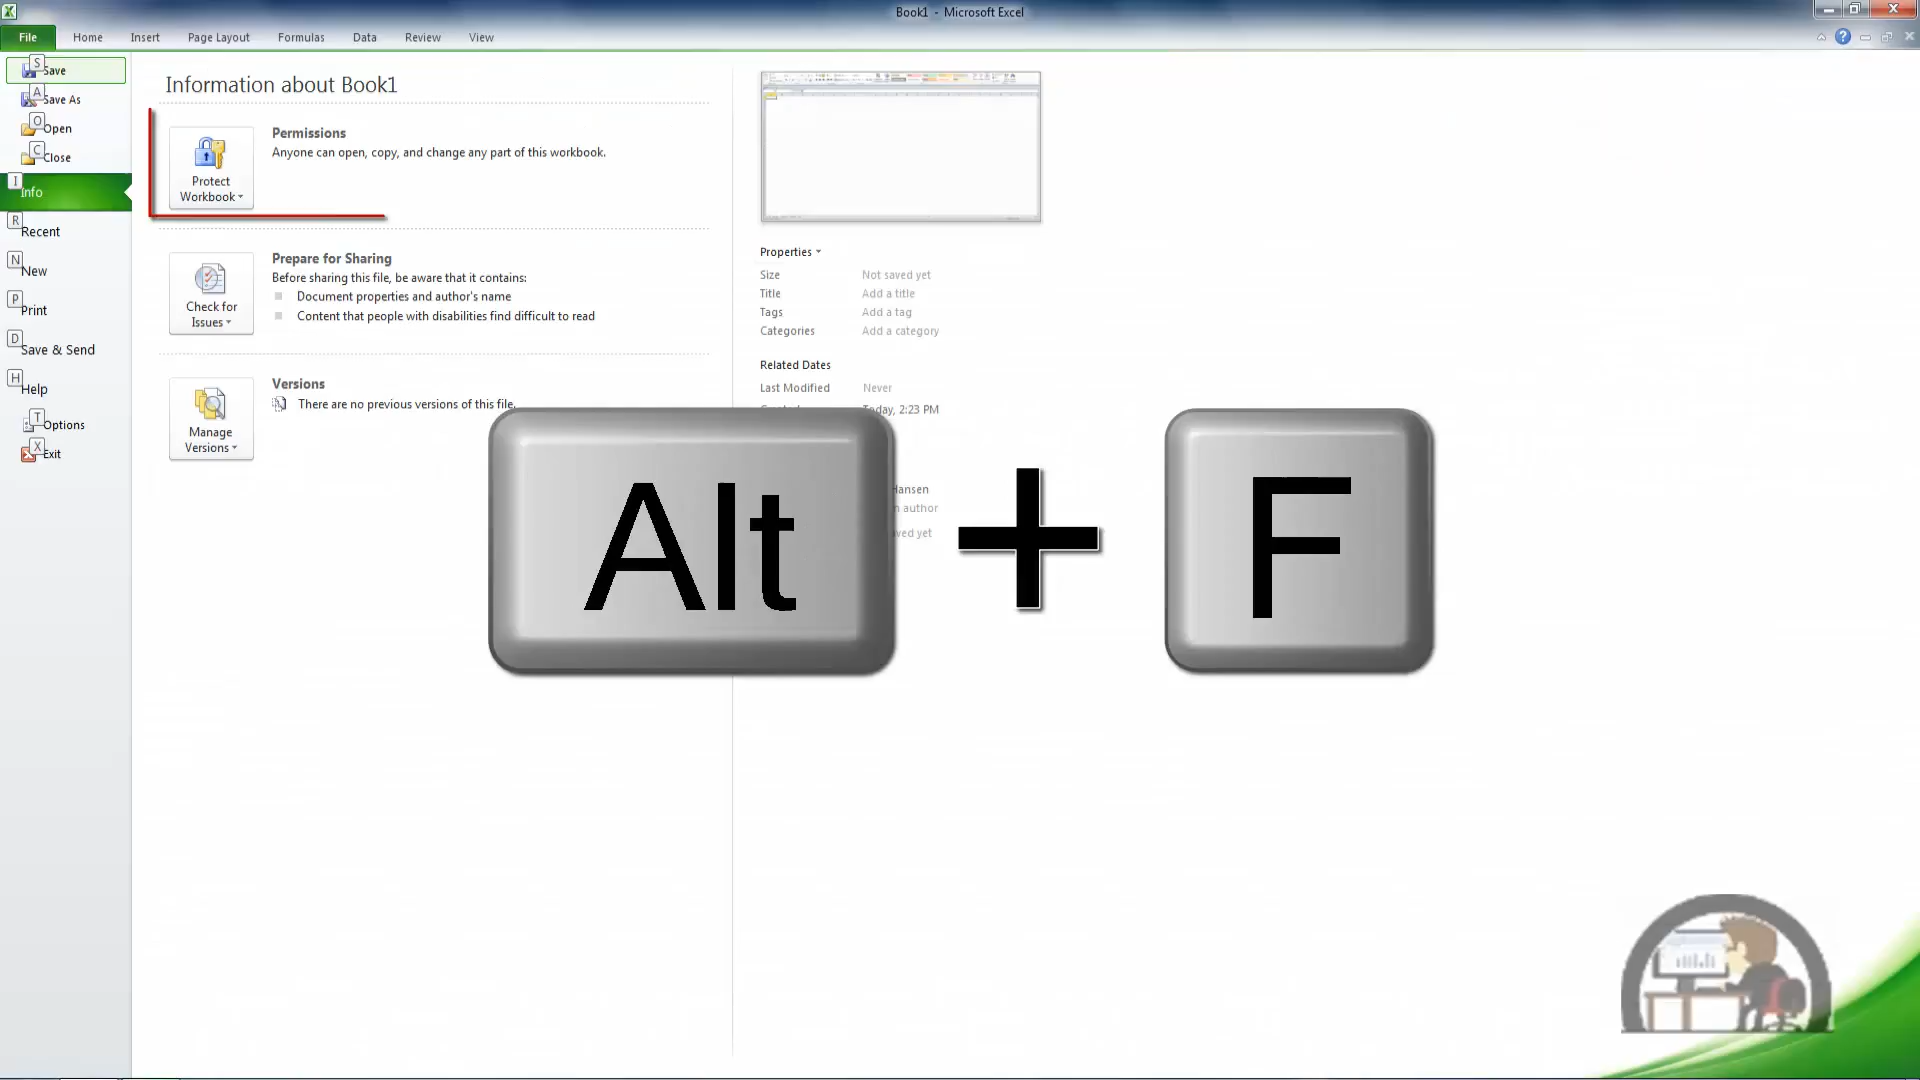 Book1 - Microsoft Excel
File Home Insert Page Layout Formulas Data Review View
S Save
A Save As
O Open
C Close
I Info
R Recent
N New
P Print
D Save & Send
H Help
T Options
X Exit
Information about Book1
Protect Workbook
Permissions
Anyone can open, copy, and change any part of this workbook.
Check for Issues
Prepare for Sharing
Before sharing this file, be aware that it contains:
Document properties and author's name
Content that people with disabilities find difficult to read
Manage Versions
Versions
There are no previous versions of this file.
Properties
Size Not saved yet
Title Add a title
Tags Add a tag
Categories Add a category
Related Dates
Last Modified Never
Today, 2:23 PM
Hansen
author
yet
Alt + F